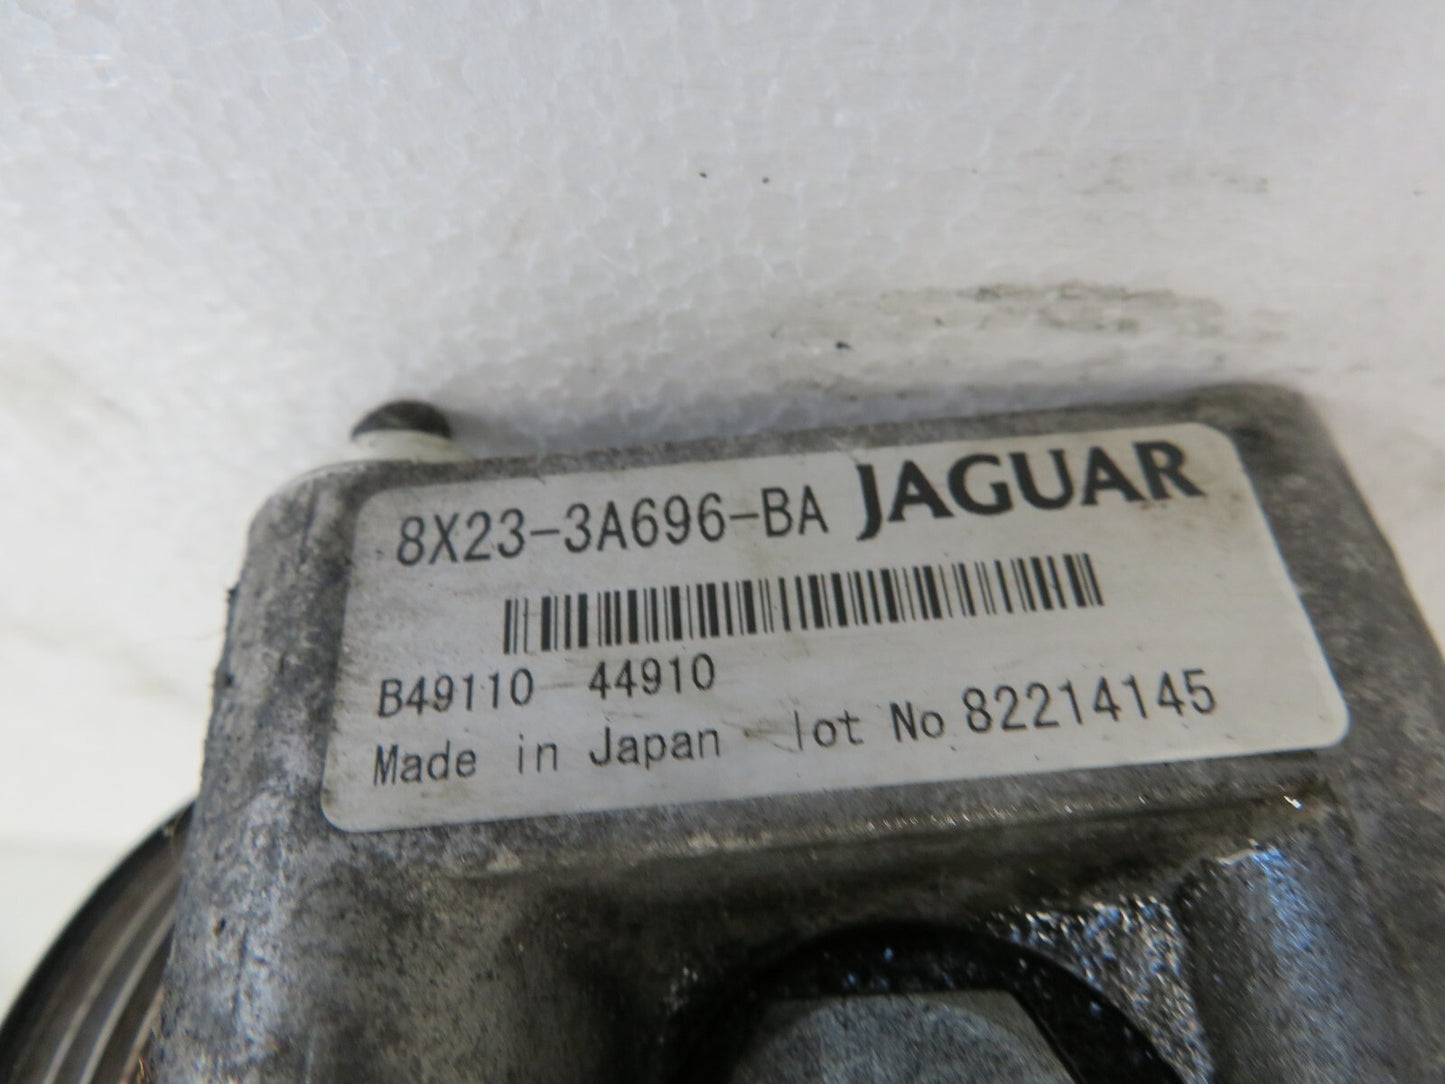 8X23-3A696-BA JAGUAR
B49110 44910
Made in Japan lot No 82214145